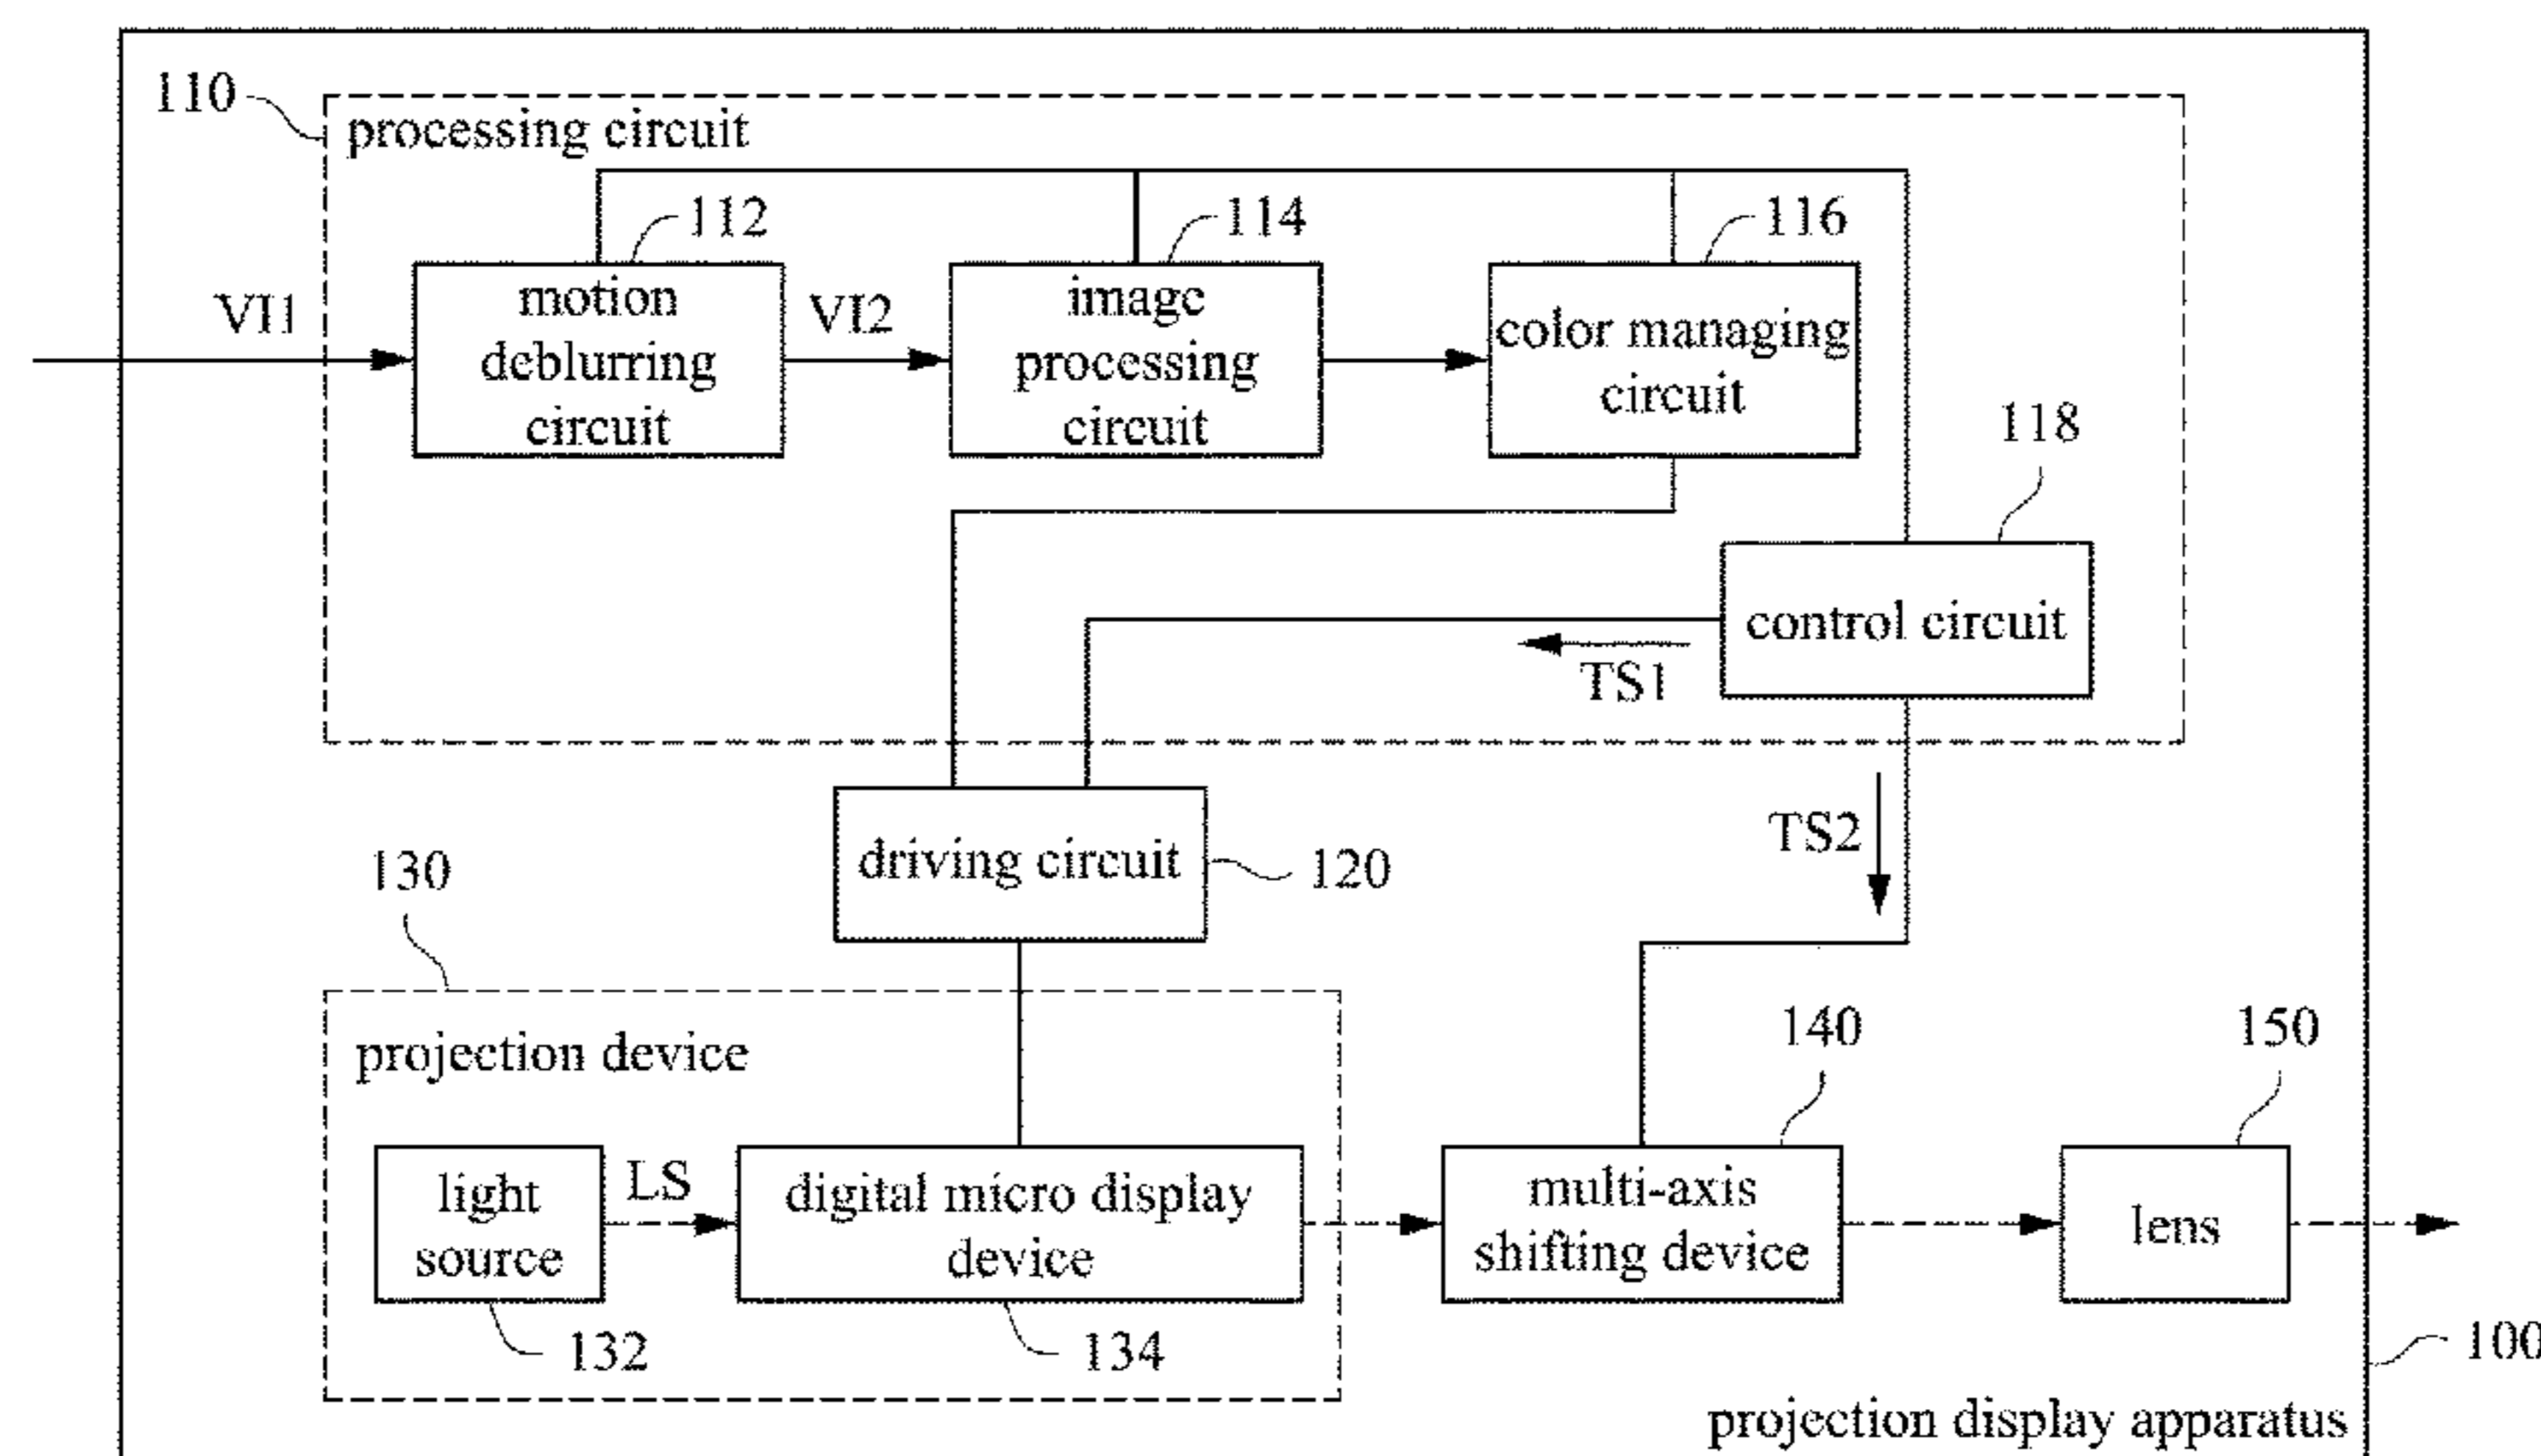 110
processing circuit
112
114
116
VI1
motion
deblurring
circuit
VI2
image
processing
circuit
color managing
circuit
118
control circuit
TS1
TS2
driving circuit
120
130
projection device
140
150
light
source
LS
digital micro display
device
multi-axis
shifting device
lens
132
134
100
projection display apparatus